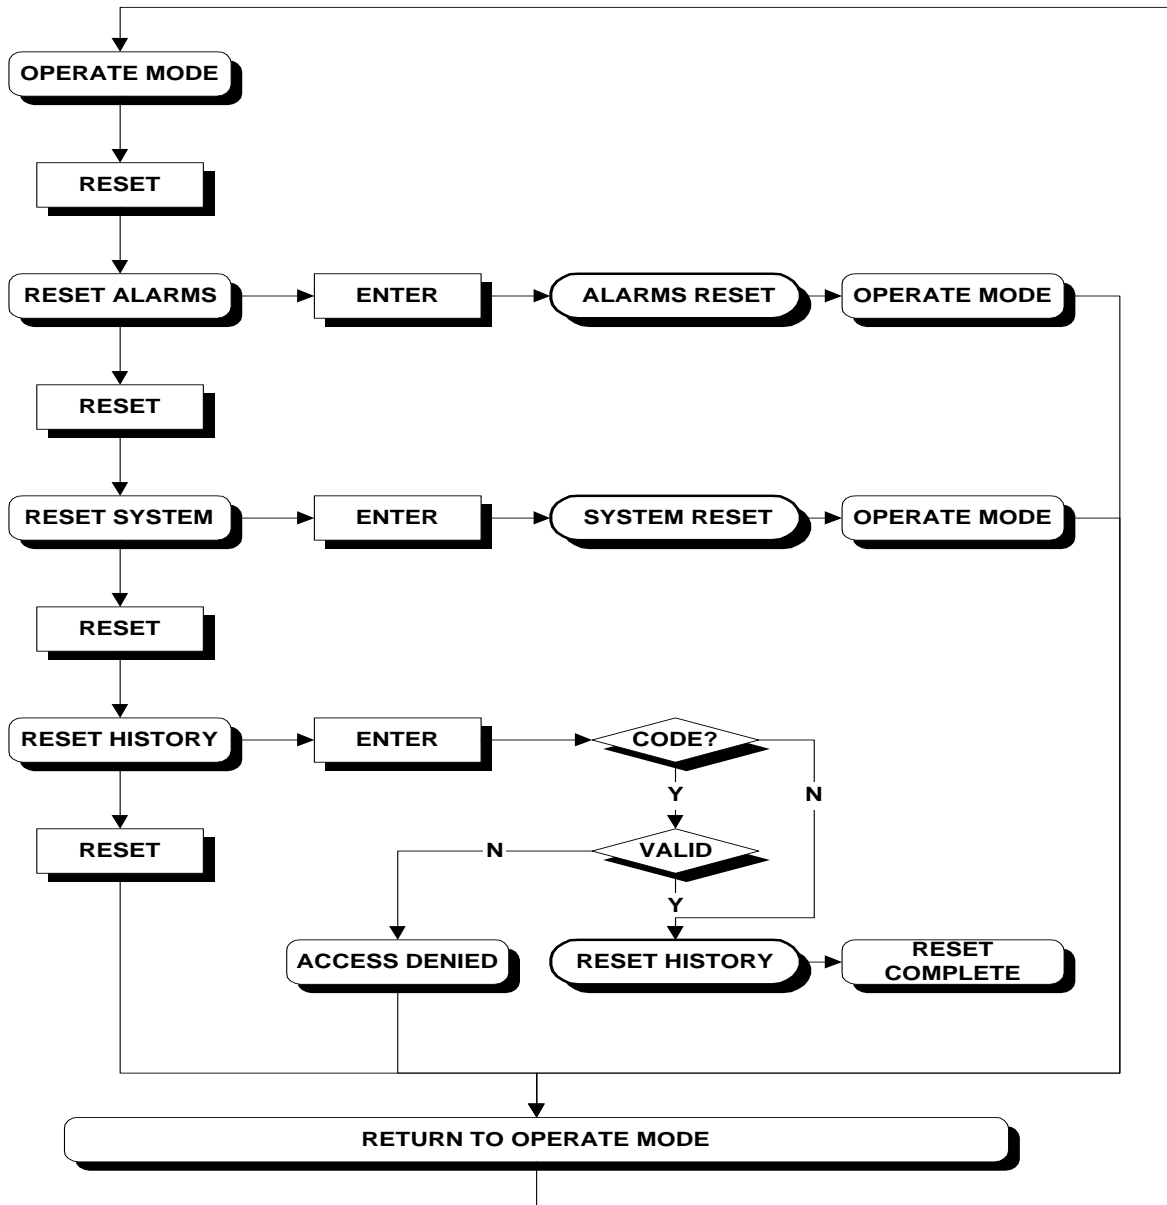 OPERATE MODE
RESET
RESET ALARMS
ENTER
ALARMS RESET
OPERATE MODE
RESET
RESET SYSTEM
ENTER
SYSTEM RESET
OPERATE MODE
RESET
RESET HISTORY
ENTER
CODE?
Y
N
RESET
N
VALID
Y
ACCESS DENIED
RESET HISTORY
RESET
COMPLETE
RETURN TO OPERATE MODE